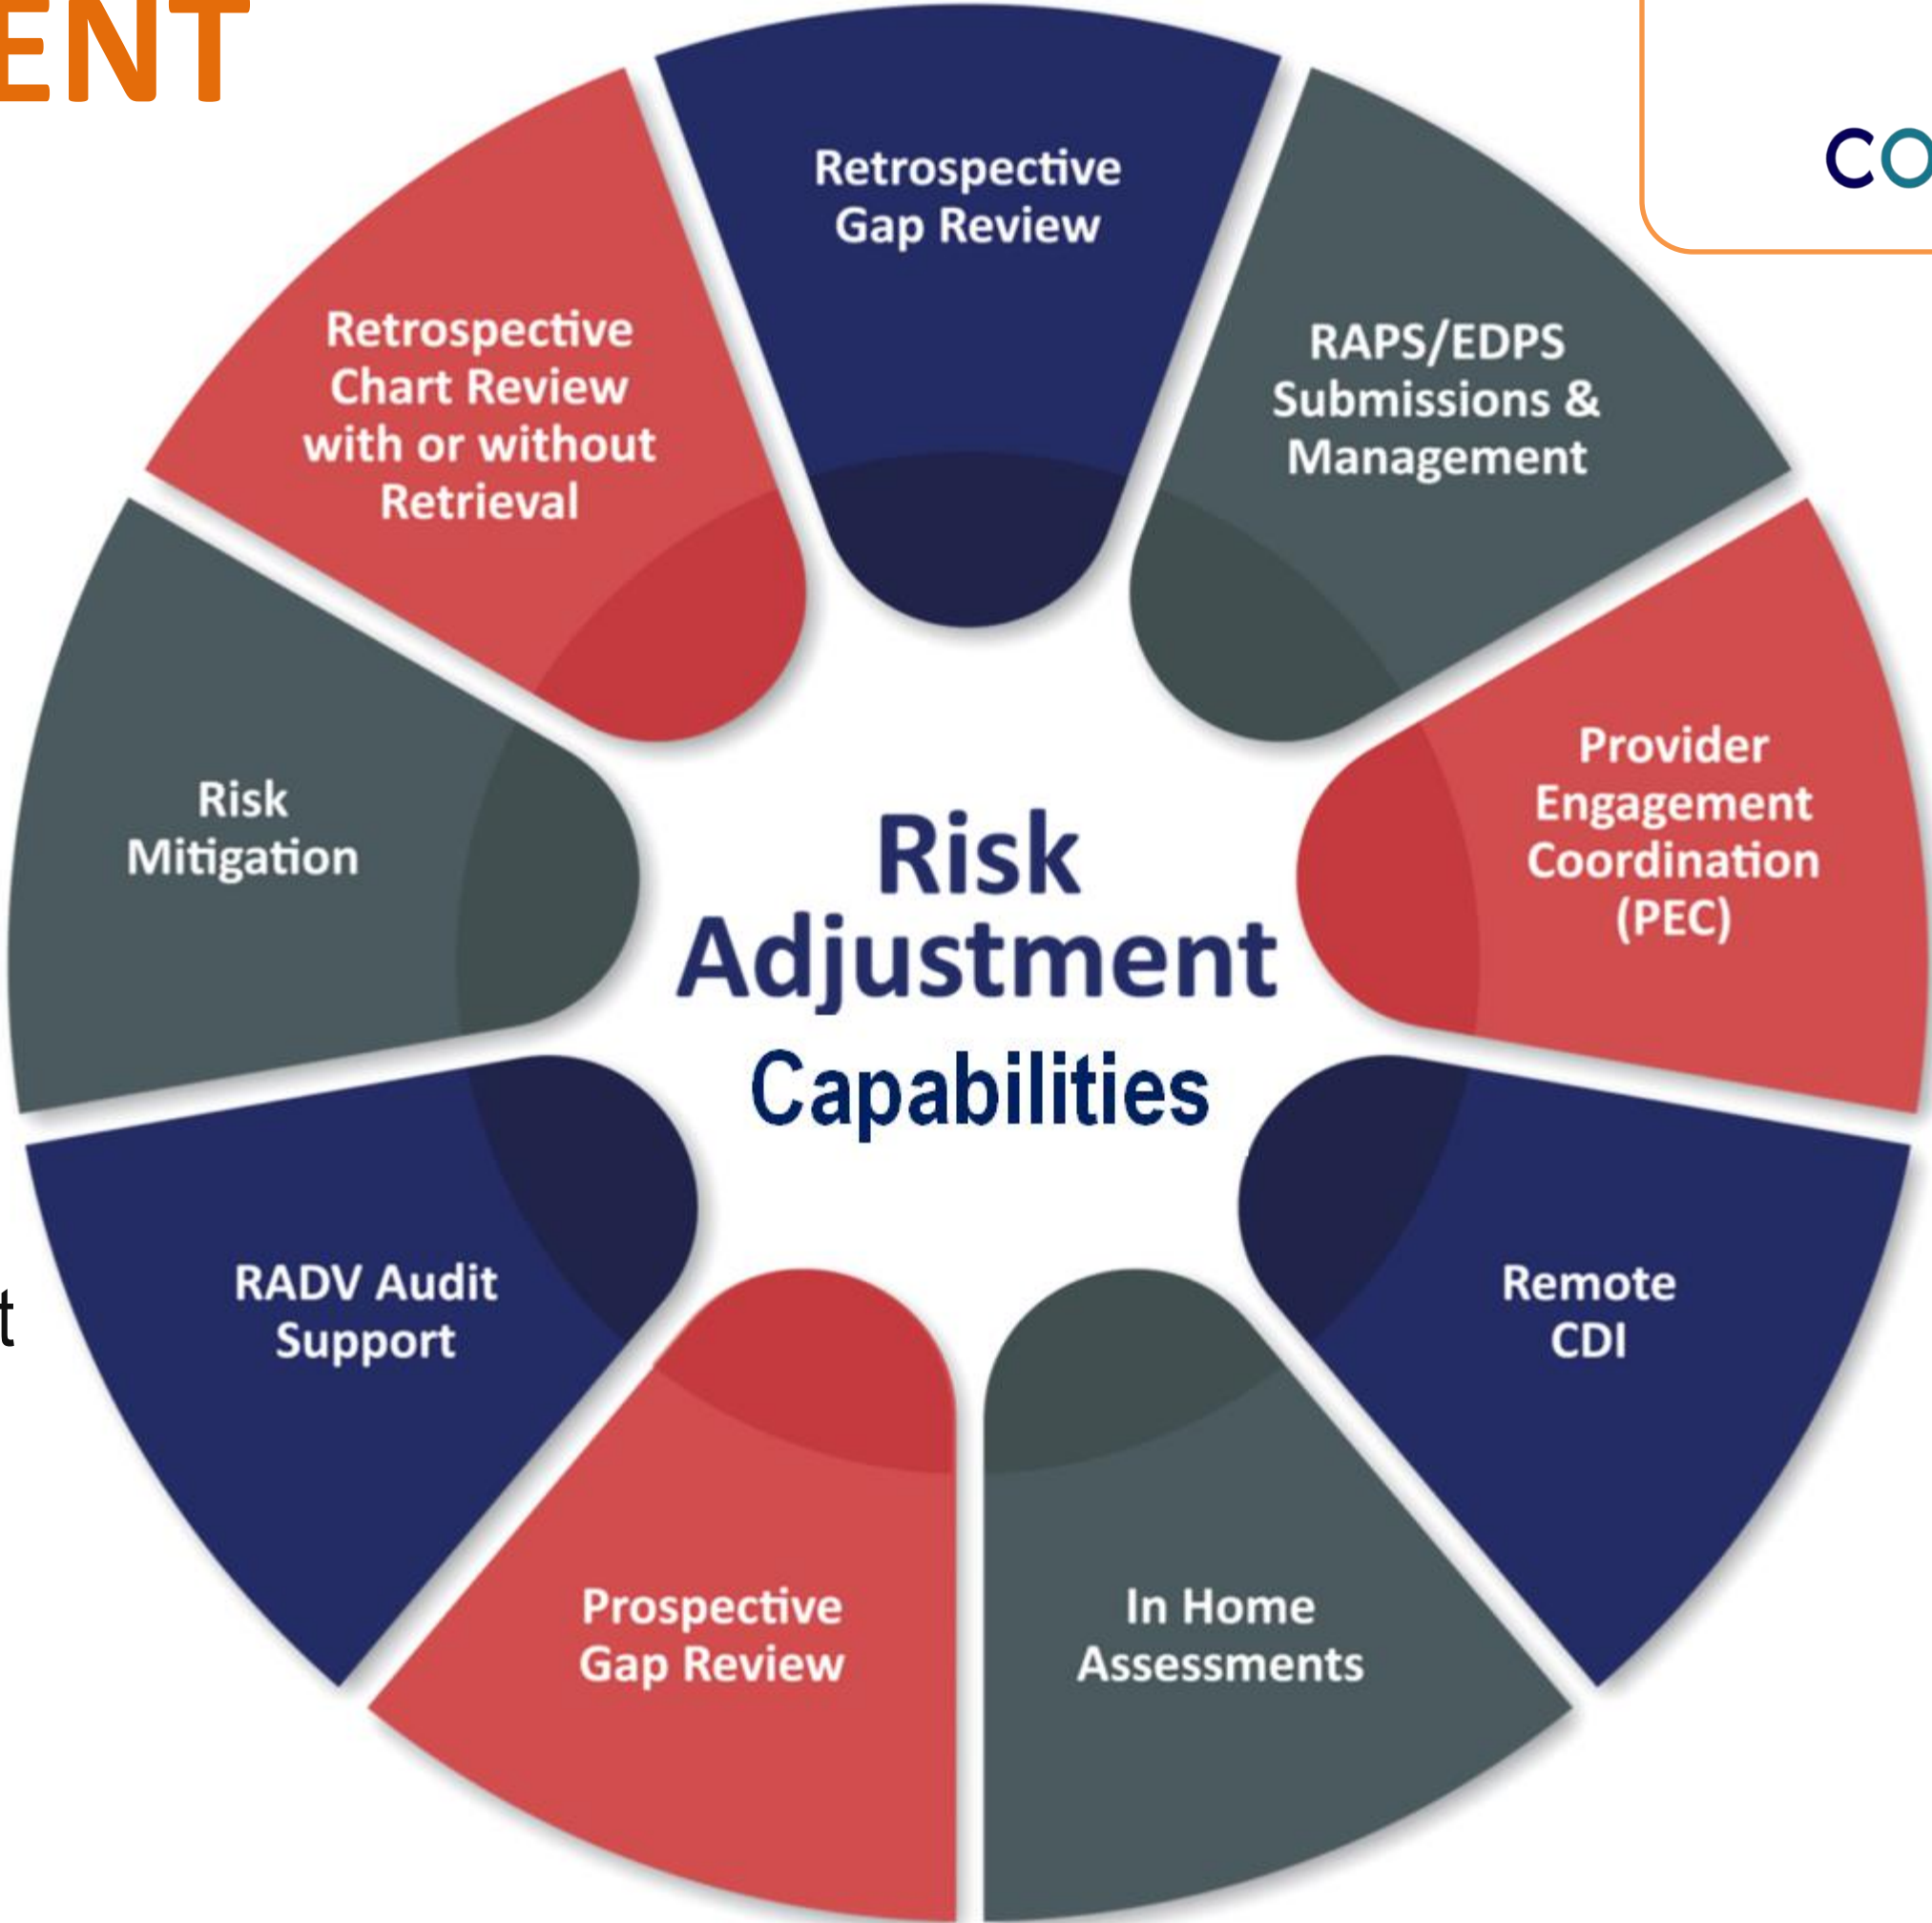 ENT
CO
Retrospective
Gap Review
RAPS/EDPS
Submissions &
Management
Provider
Engagement
Coordination
(PEC)
Remote
CDI
In Home
Assessments
Prospective
Gap Review
RADV Audit
Support
Risk
Mitigation
Retrospective
Chart Review
with or without
Retrieval
Risk
Adjustment
Capabilities
t